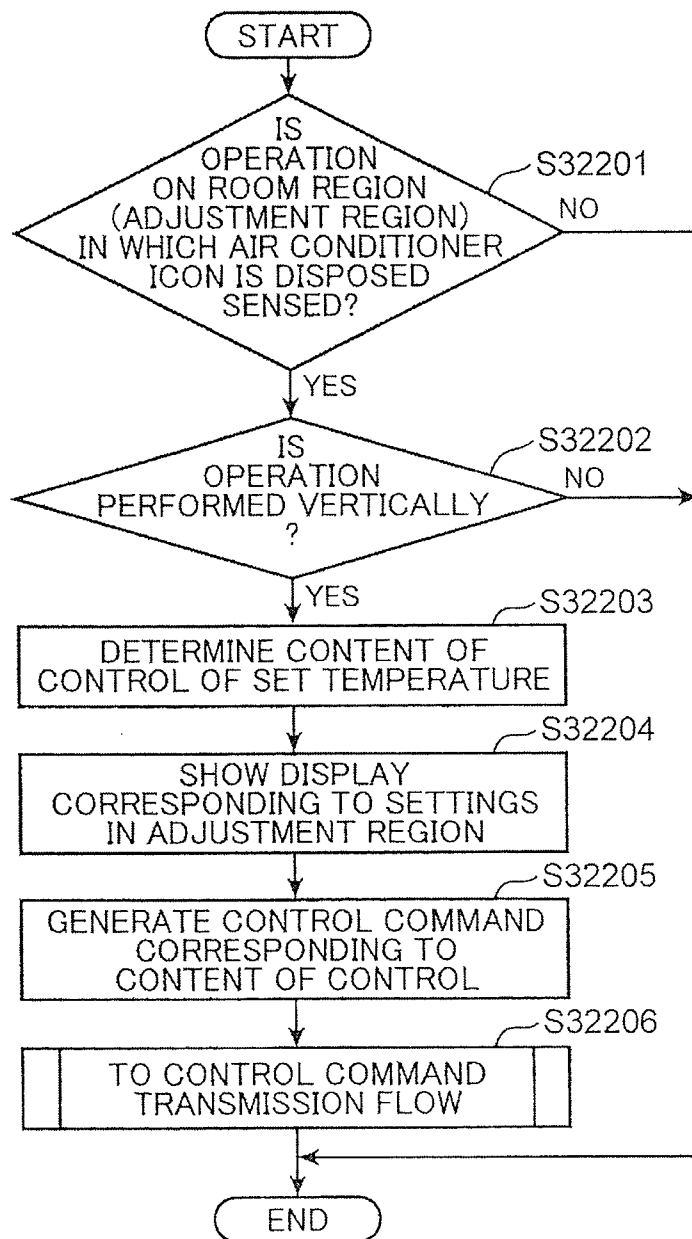 START
IS
OPERATION
ON ROOM REGION
(ADJUSTMENT REGION)
IN WHICH AIR CONDITIONER
ICON IS DISPOSED
SENSED?
S32201
NO
YES
IS
OPERATION
PERFORMED VERTICALLY
?
S32202
NO
YES
S32203
DETERMINE CONTENT OF
CONTROL OF SET TEMPERATURE
S32204
SHOW DISPLAY
CORRESPONDING TO SETTINGS
IN ADJUSTMENT REGION
S32205
GENERATE CONTROL COMMAND
CORRESPONDING TO
CONTENT OF CONTROL
S32206
TO CONTROL COMMAND
TRANSMISSION FLOW
END